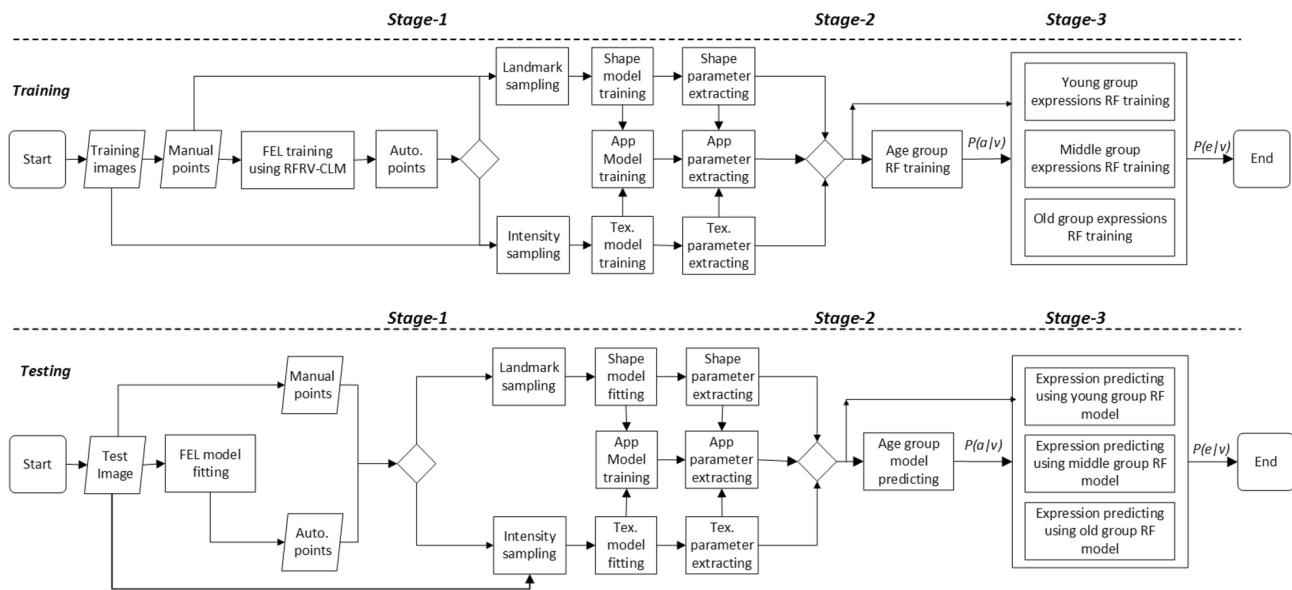 Stage-1
Stage-2
Stage-3
Training
Start
Training
images
Manual
points
FEL training
using RFRV-CLM
Auto.
points
Landmark
sampling
Intensity
sampling
Shape
model
training
App
Model
training
Tex.
model
training
Shape
parameter
extracting
App
parameter
extracting
Tex.
parameter
extracting
Age group
RF training
P(a|v)
Young group
expressions RF training
Middle group
expressions RF training
Old group expressions
RF training
P(e|v)
End
Stage-1
Stage-2
Stage-3
Testing
Start
Test
Image
Manual
points
FEL model
fitting
Auto.
points
Landmark
sampling
Intensity
sampling
Shape
model
fitting
App
Model
training
Tex.
model
fitting
Shape
parameter
extracting
App
parameter
extracting
Tex.
parameter
extracting
Age group
model
predicting
P(a|v)
Expression predicting
using young group RF
model
Expression predicting
using middle group RF
model
Expression predicting
using old group RF
model
P(e|v)
End